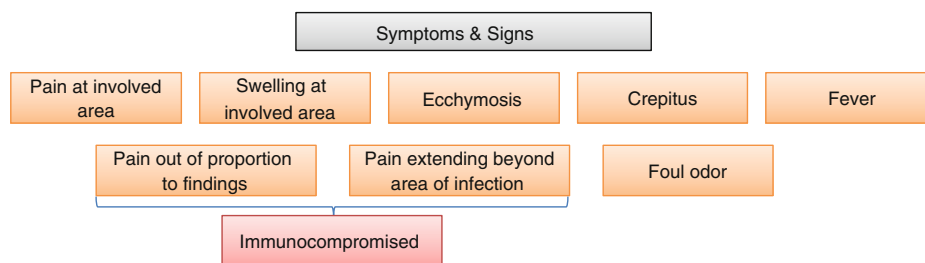 Symptoms & Signs
Pain at involved
area
Swelling at
involved area
Ecchymosis
Crepitus
Fever
Pain out of proportion
to findings
Pain extending beyond
area of infection
Foul odor
Immunocompromised